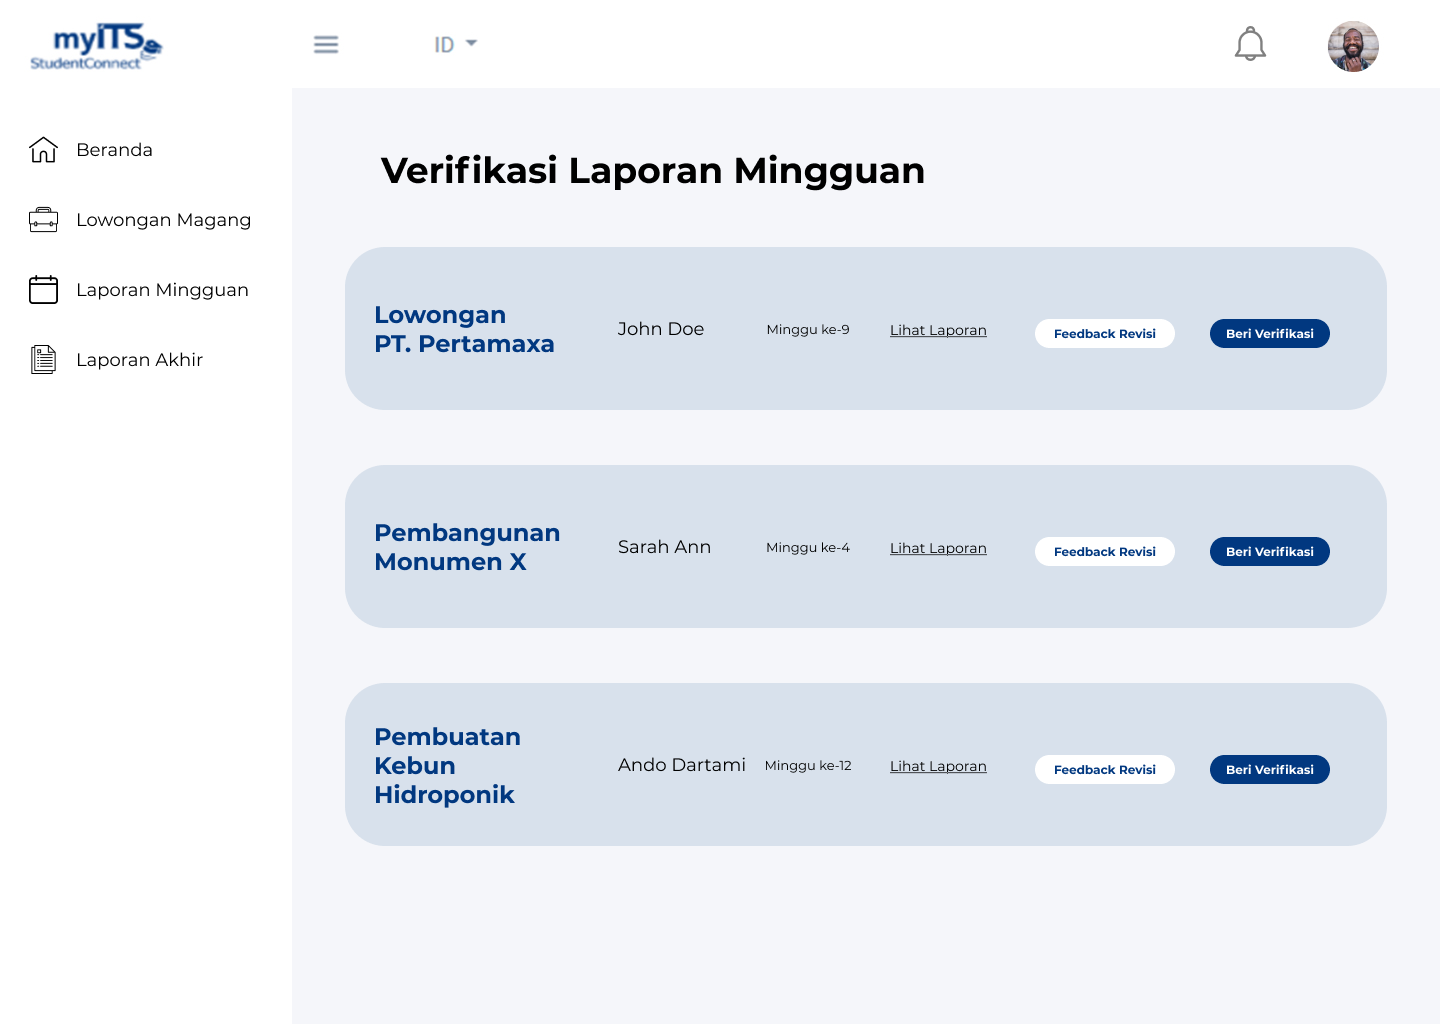 myITS
StudentConnect
ID
Beranda
Lowongan Magang
Laporan Mingguan
Laporan Akhir
Verifikasi Laporan Mingguan
Lowongan
PT. Pertamaxa
John Doe
Minggu ke-9
Lihat Laporan
Feedback Revisi
Beri Verifikasi
Pembangunan
Monumen X
Sarah Ann
Minggu ke-4
Lihat Laporan
Feedback Revisi
Beri Verifikasi
Pembuatan
Kebun
Hidroponik
Ando Dartami
Minggu ke-12
Lihat Laporan
Feedback Revisi
Beri Verifikasi